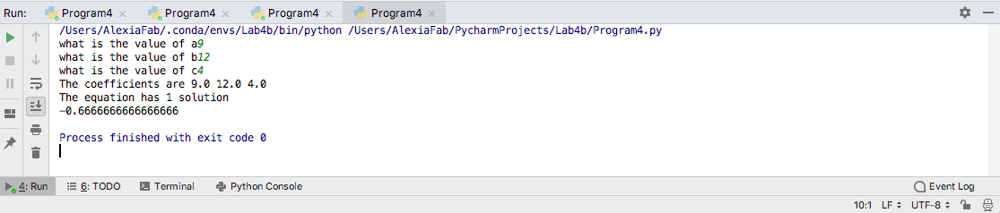 Run: Program4 × Program4 × Program4 × Program4 ×
/Users/AlexiaFab/.conda/envs/Lab4b/bin/python /Users/AlexiaFab/PycharmProjects/Lab4b/Program4.py
what is the value of a9
what is the value of b12
what is the value of c4
The coefficients are 9.0 12.0 4.0
The equation has 1 solution
-0.6666666666666666
Process finished with exit code 0
4: Run 6: TODO Terminal Python Console Event Log
10:1 LF UTF-8